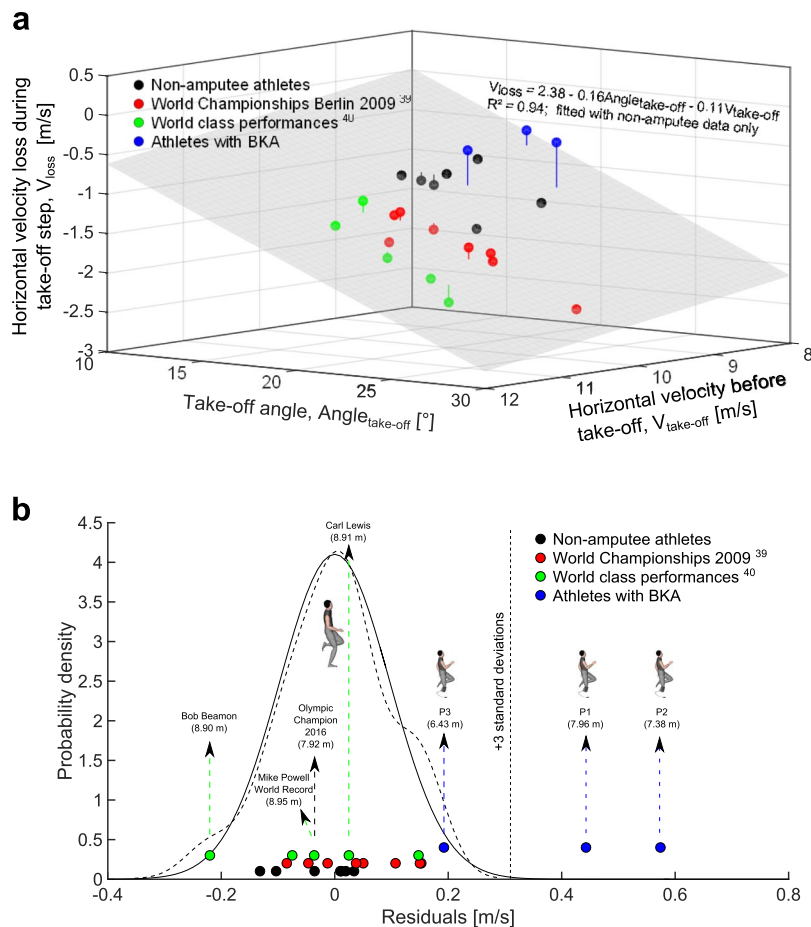 a
Horizontal velocity loss during
take-off step, Vloss [m/s]
0.5
0
-0.5
-1
-1.5
-2
-2.5
-3
Non-amputee athletes
World Championships Berlin 2009 39
World class performances 40
Athletes with BKA
Vloss = 2.38 - 0.16Angletake-off - 0.11Vtake-off
R² = 0.94; fitted with non-amputee data only
10
15
20
25
30
Take-off angle, Angletake-off [°]
12
11
10
9
8
Horizontal velocity before
take-off, Vtake-off [m/s]
b
Probability density
4.5
4
3.5
3
2.5
2
1.5
1
0.5
0
Carl Lewis
(8.91 m)
Non-amputee athletes
World Championships 2009 39
World class performances 40
Athletes with BKA
+3 standard deviations
P3
(6.43 m)
P1
(7.96 m)
P2
(7.38 m)
Bob Beamon
(8.90 m)
Olympic
Champion
2016
(7.92 m)
Mike Powell
World Record
(8.95 m)
-0.4
-0.2
0
0.2
0.4
0.6
0.8
Residuals [m/s]